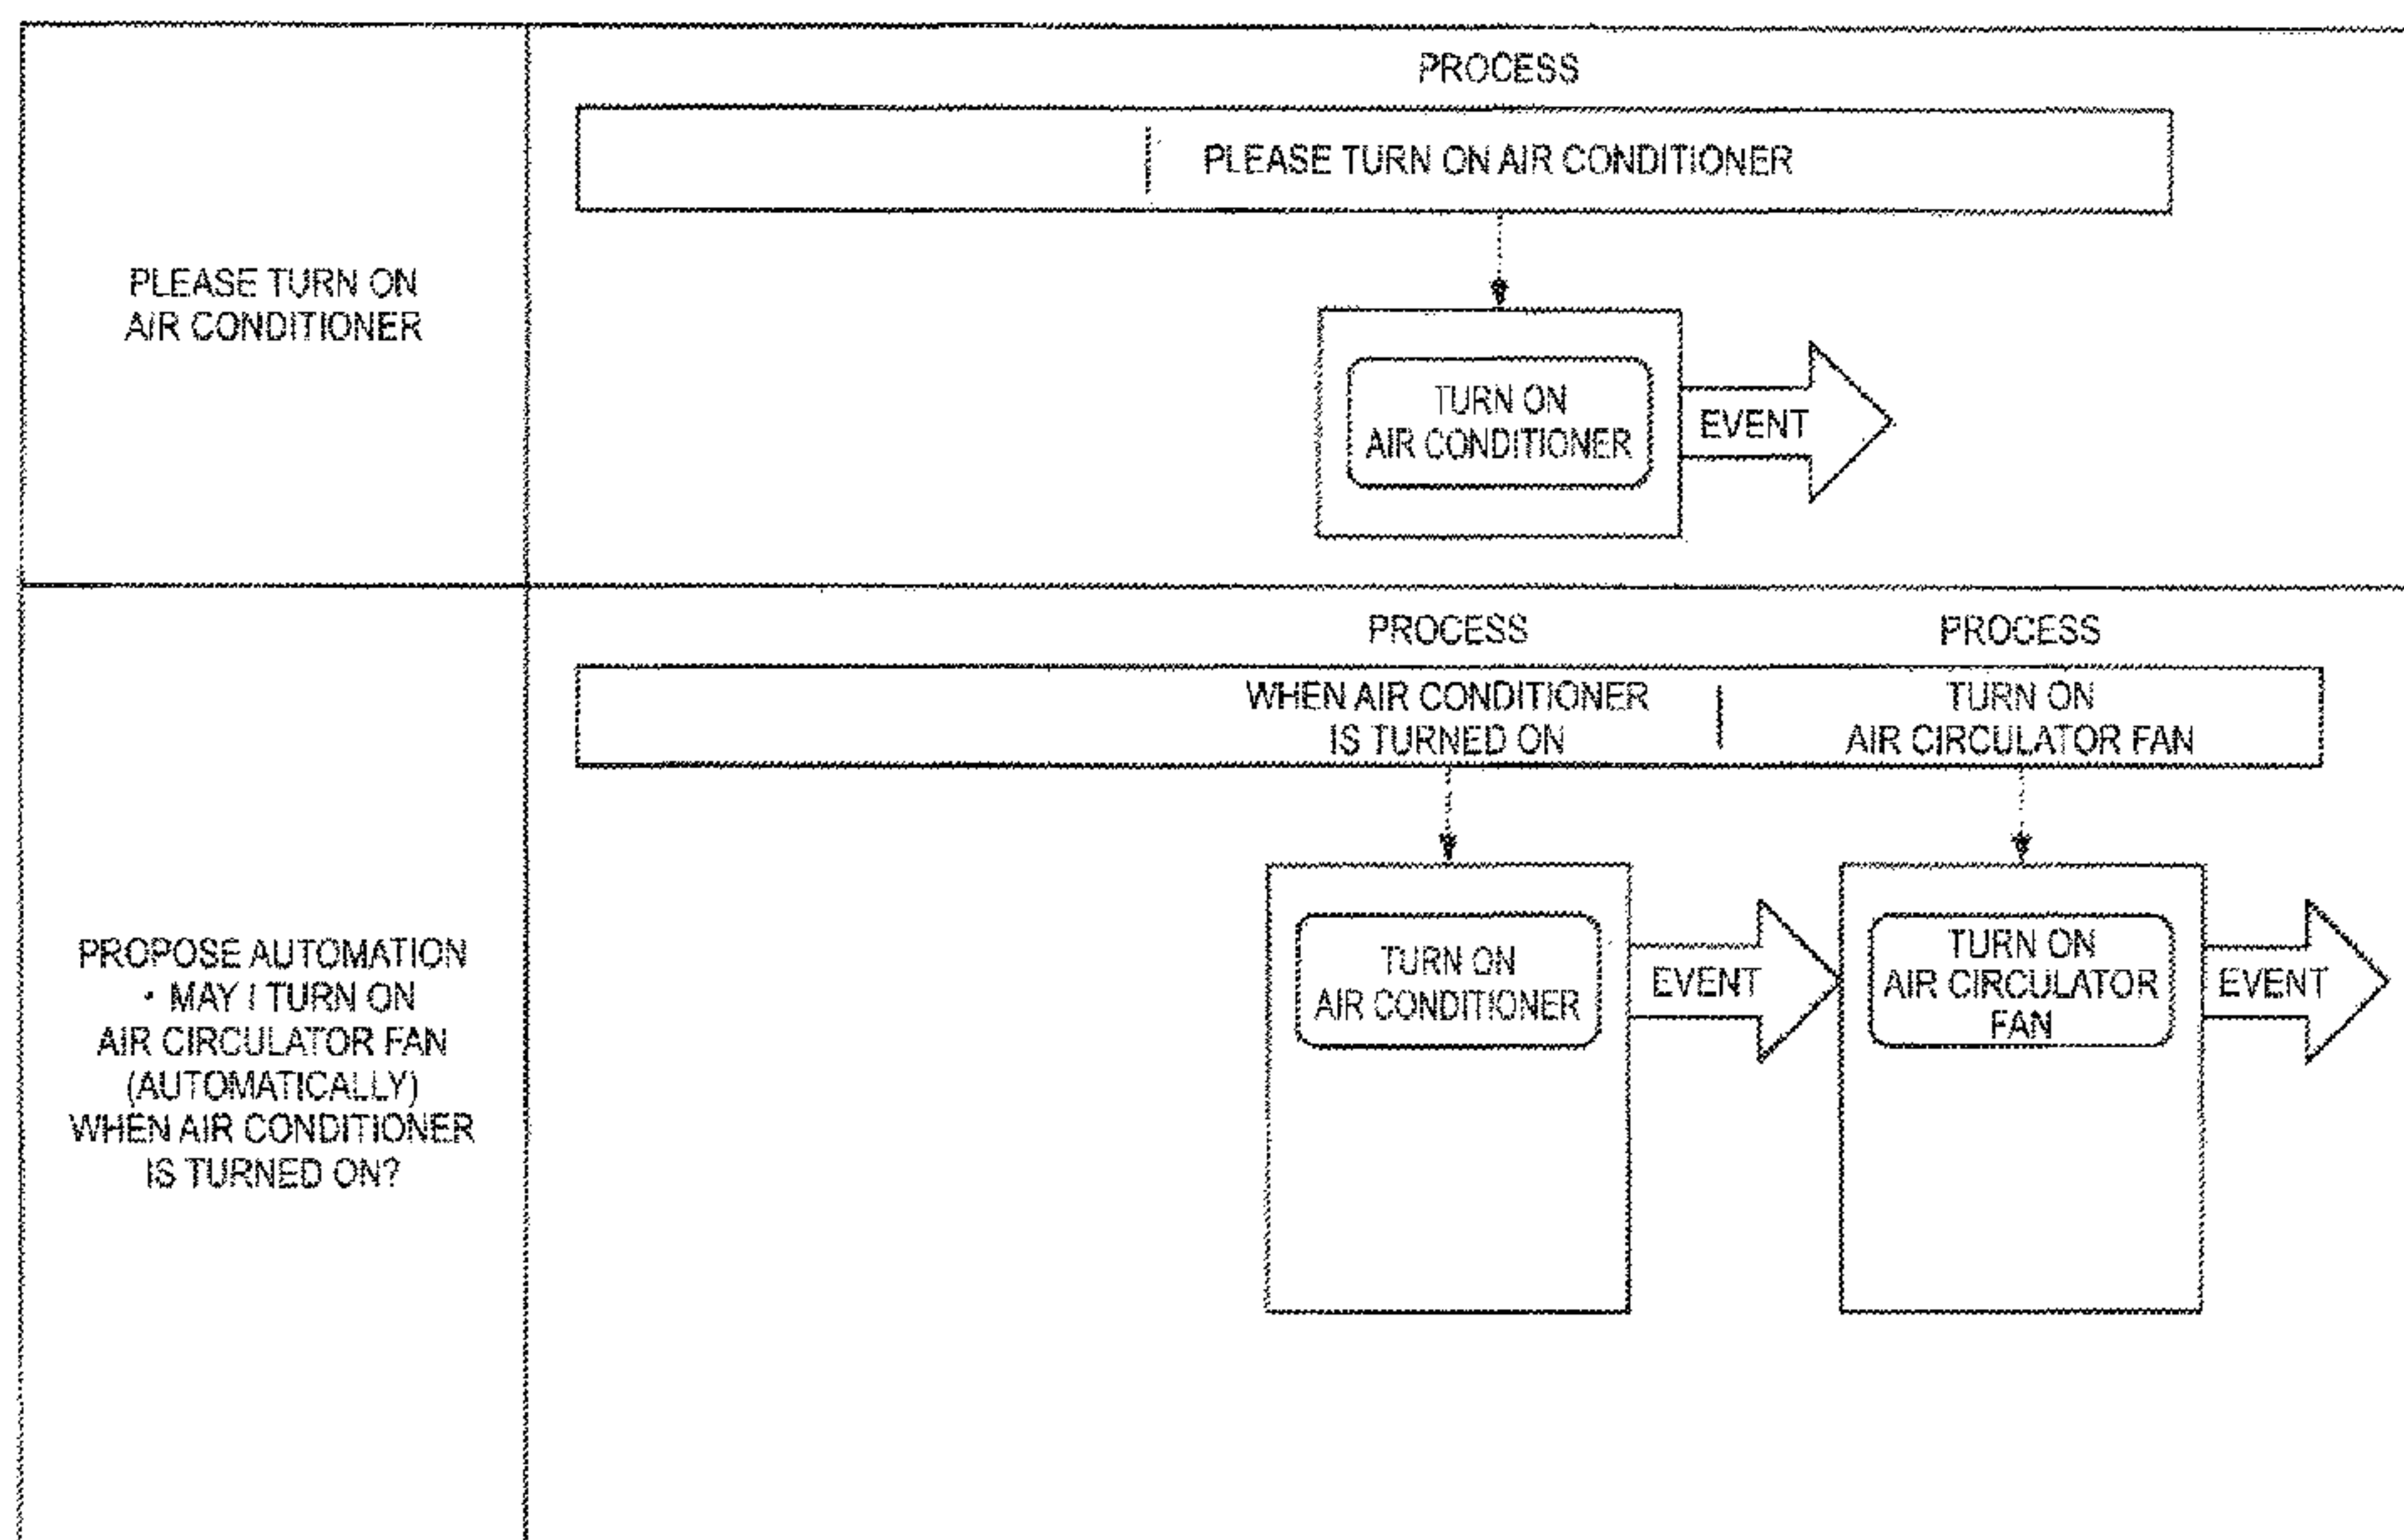 PLEASE TURN ON
AIR CONDITIONER
PROCESS
PLEASE TURN ON AIR CONDITIONER
TURN ON
AIR CONDITIONER
EVENT
PROPOSE AUTOMATION
・MAY I TURN ON
AIR CIRCULATOR FAN
(AUTOMATICALLY)
WHEN AIR CONDITIONER
IS TURNED ON?
PROCESS
WHEN AIR CONDITIONER
IS TURNED ON
PROCESS
TURN ON
AIR CIRCULATOR FAN
TURN ON
AIR CONDITIONER
EVENT
TURN ON
AIR CIRCULATOR
FAN
EVENT